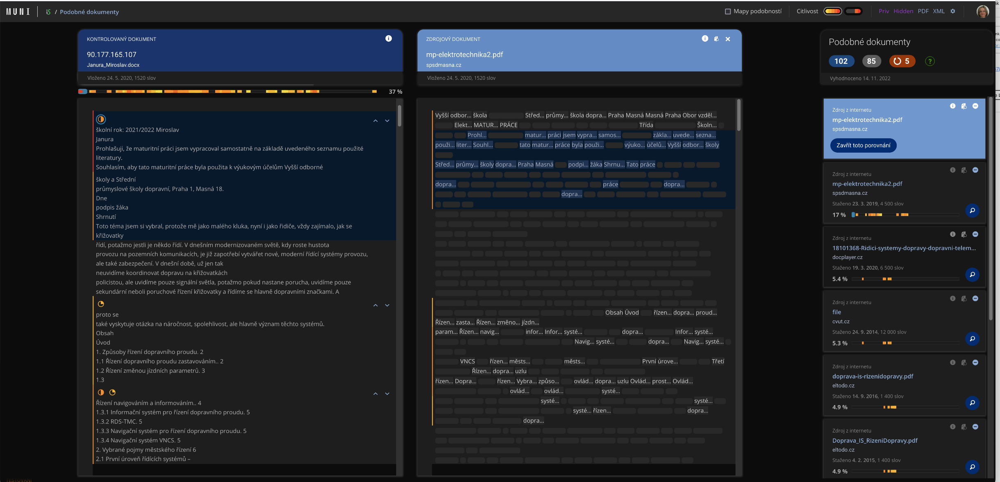 MUNI
/ Podobné dokumenty
Mapy podobností
Citlivost
Priv Hidden PDF XML
KONTROLOVANÝ DOKUMENT
90.177.165.107
Janura_Miroslav.docx
Vloženo 24. 5. 2020, 1520 slov
37 %
školní rok: 2021/2022 Miroslav
Janura
Prohlašuji, že maturitní práci jsem vypracoval samostatně na základě uvedeného seznamu použité
literatury.
Souhlasím, aby tato maturitní práce byla použita k výukovým účelům Vyšší odborné
školy a Střední
průmyslové školy dopravní, Praha 1, Masná 18.
Dne
podpis žáka
Shrnutí
Toto téma jsem si vybral, protože mě jako malého kluka, nyní i jako řidiče, vždy zajímalo, jak se
křižovatky
řídí, potažmo jestli je někdo řídí. V dnešním modernizovaném světě, kdy roste hustota
provozu na pozemních komunikacích, je již zapotřebí vytvářet nové, moderní řídící systémy provozu,
ale také zabezpečení. V dnešní době, už jen tak
neuvidíme koordinovat dopravu na křižovatkách
policistou, ale uvidíme pouze signální světla, potažmo pokud nastane porucha, uvidíme pouze
sekundární neboli poruchové řízení křižovatky a řídíme se hlavně dopravními značkami. A
proto se
také vyskytuje otázka na náročnost, spolehlivost, ale hlavně význam těchto systémů.
Obsah
Úvod
1. Způsoby řízení dopravního proudu. 2
1.1 Řízení dopravního proudu zastavováním.. 2
1.2 Řízení změnou jízdních parametrů. 3
1.3
Řízení navigováním a informováním.. 4
1.3.1 Informační systém pro řízení dopravního proudu. 5
1.3.2 RDS-TMC. 5
1.3.3 Navigační systém pro řízení dopravního proudu. 5
1.3.4 Navigační systém VNCS. 5
2. Vybrané pojmy městského řízení 6
2.1 První úroveň řídících systémů –
ZDROJOVÝ DOKUMENT
mp-elektrotechnika2.pdf
spsdmasna.cz
Vloženo 24. 5. 2020, 1520 slov
Vyšší odbor... škola Střed... průmy... škola dopra... Praha Masná Masná Praha Obor vzděl...
Elekt... MATUR... PRÁCE Třída Školn...
Prohl... matur... práci jsem vypra... samos... zákla... uvede... sezna...
použi... liter... Souhl... tato matur... práce byla použi... výuko... účelů... Vyšší odbor... školy
Střed... průmy... školy dopra... Praha Masná podpi... žáka Shrnu... Tato práce
dopra... práce dopra...
dopra...
Obsah Úvod řízen... dopra... proud...
Řízen... zasta... Řízen... změno... jízdn...
param... Řízen... navig... infor... Infor... systé... dopra... Infor... systé...
Navig... systé... dopra... Navig... systé...
VNCS řízen... městs... městs... První úrove... Třetí
Řízen... dopra... uzlu
řízen... Dopra... řízen... Vybra... způso... ovlád... dopra... uzlu Ovlád... prost... Ovlád...
ovlád... ovlád... systé...
systé... systé...
systé... řízen... dopra...
dopra...
Podobné dokumenty
102 85 5 ?
Vyhodnoceno 14. 11. 2022
Zdroj z internetu
mp-elektrotechnika2.pdf
spsdmasna.cz
Zavřít toto porovnání
Zdroj z internetu
mp-elektrotechnika2.pdf
spsdmasna.cz
Staženo 23. 3. 2019, 4 500 slov
17 %
Zdroj z internetu
18101368-Ridici-systemy-dopravy-dopravni-telem...
docplayer.cz
Staženo 19. 3. 2020, 6 500 slov
5.4 %
Zdroj z internetu
file
cvut.cz
Staženo 24. 9. 2014, 12 000 slov
5.3 %
Zdroj z internetu
doprava-is-rizenidopravy.pdf
eltodo.cz
Staženo 14. 9. 2016, 1 400 slov
4.9 %
Zdroj z internetu
Doprava_IS_RizeniDopravy.pdf
eltodo.cz
Staženo 4. 2. 2015, 1 400 slov
4.9 %